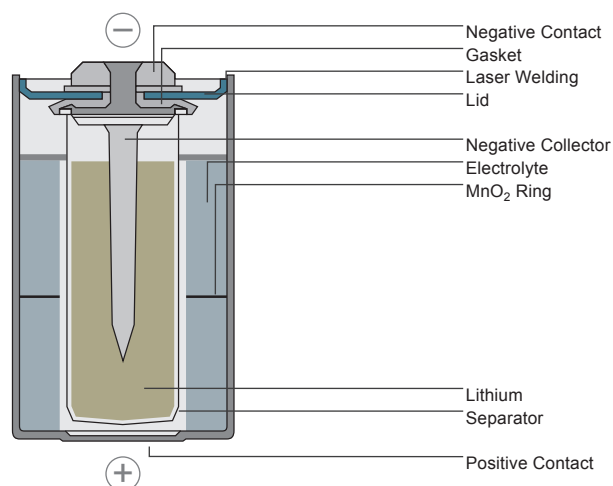 Negative Contact
Gasket
Laser Welding
Lid
Negative Collector
Electrolyte
MnO₂ Ring
Lithium
Separator
Positive Contact